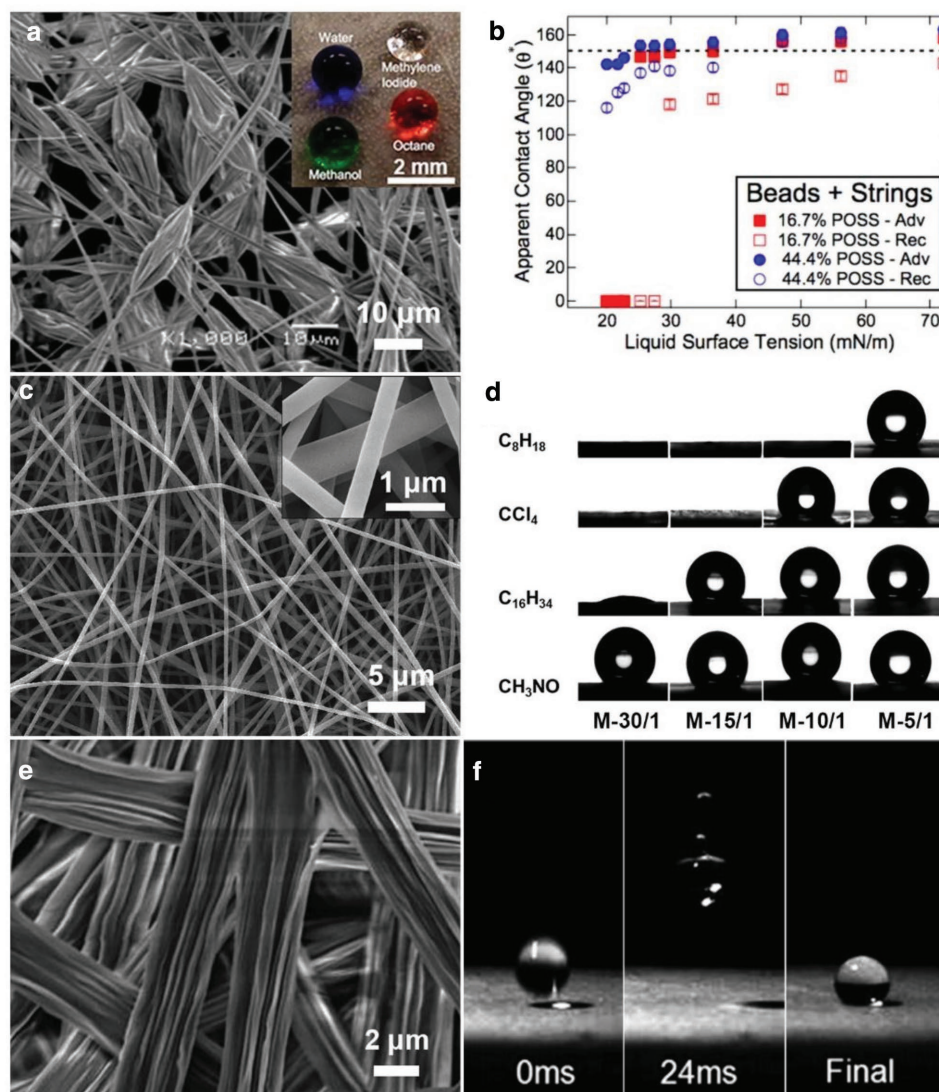 a
Water
Methylene
Iodide
Octane
Methanol
2 mm
X1,000 10μm
10 μm
b
Apparent Contact Angle (θ*)
160
140
120
100
80
60
40
20
0
Beads + Strings
16.7% POSS - Adv
16.7% POSS - Rec
44.4% POSS - Adv
44.4% POSS - Rec
20 30 40 50 60 70
Liquid Surface Tension (mN/m)
c
1 μm
5 μm
d
C₈H₁₈
CCl₄
C₁₆H₃₄
CH₃NO
M-30/1 M-15/1 M-10/1 M-5/1
e
2 μm
f
0ms 24ms Final